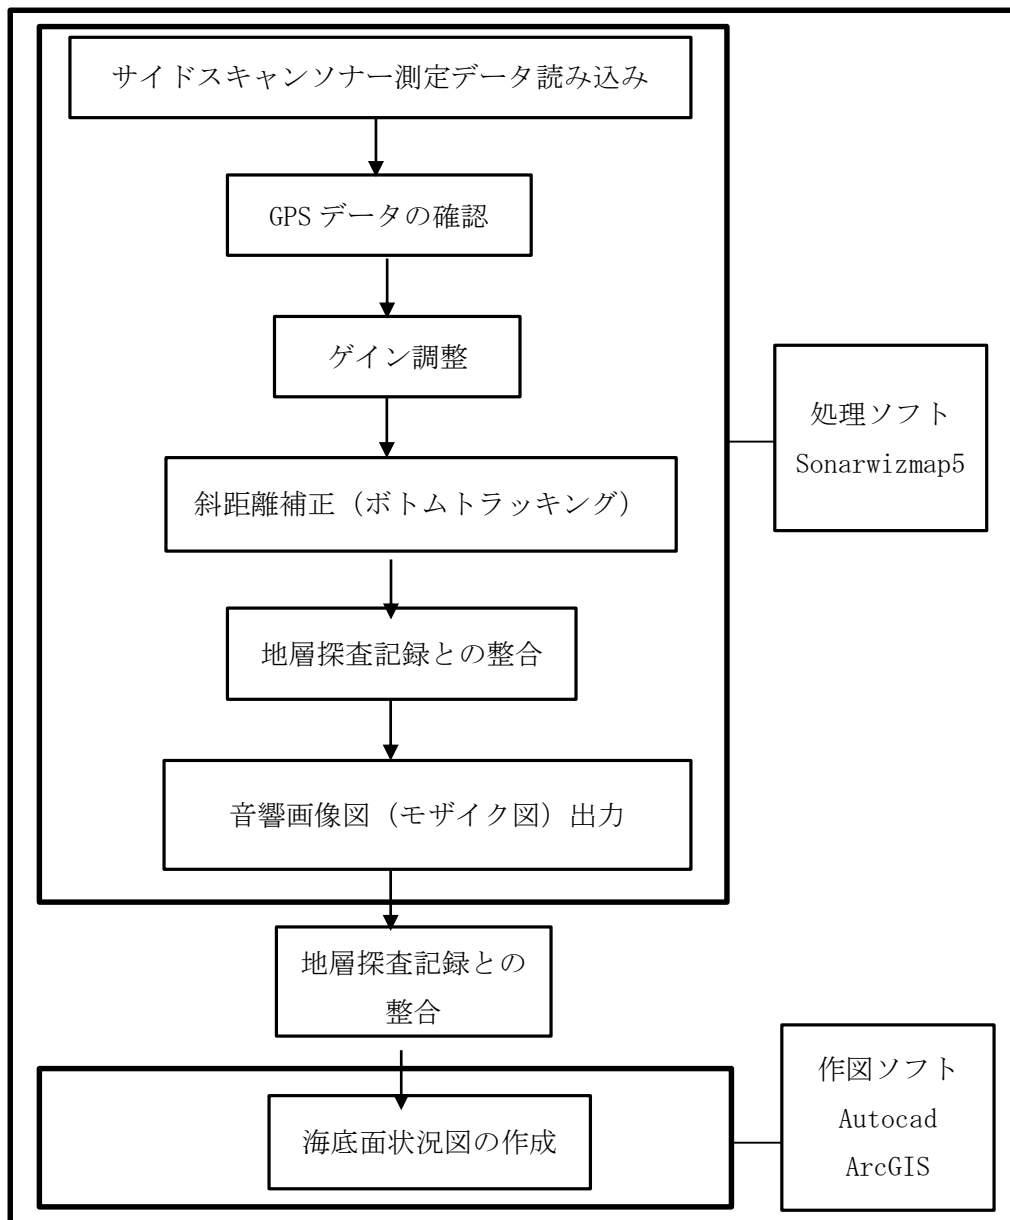 サイドスキャンソナー測定データ読み込み
GPSデータの確認
ゲイン調整
処理ソフト
Sonarwizmap5
斜距離補正（ボトムトラッキング）
地層探査記録との整合
音響画像図（モザイク図）出力
地層探査記録との
整合
海底面状況図の作成
作図ソフト
Autocad
ArcGIS